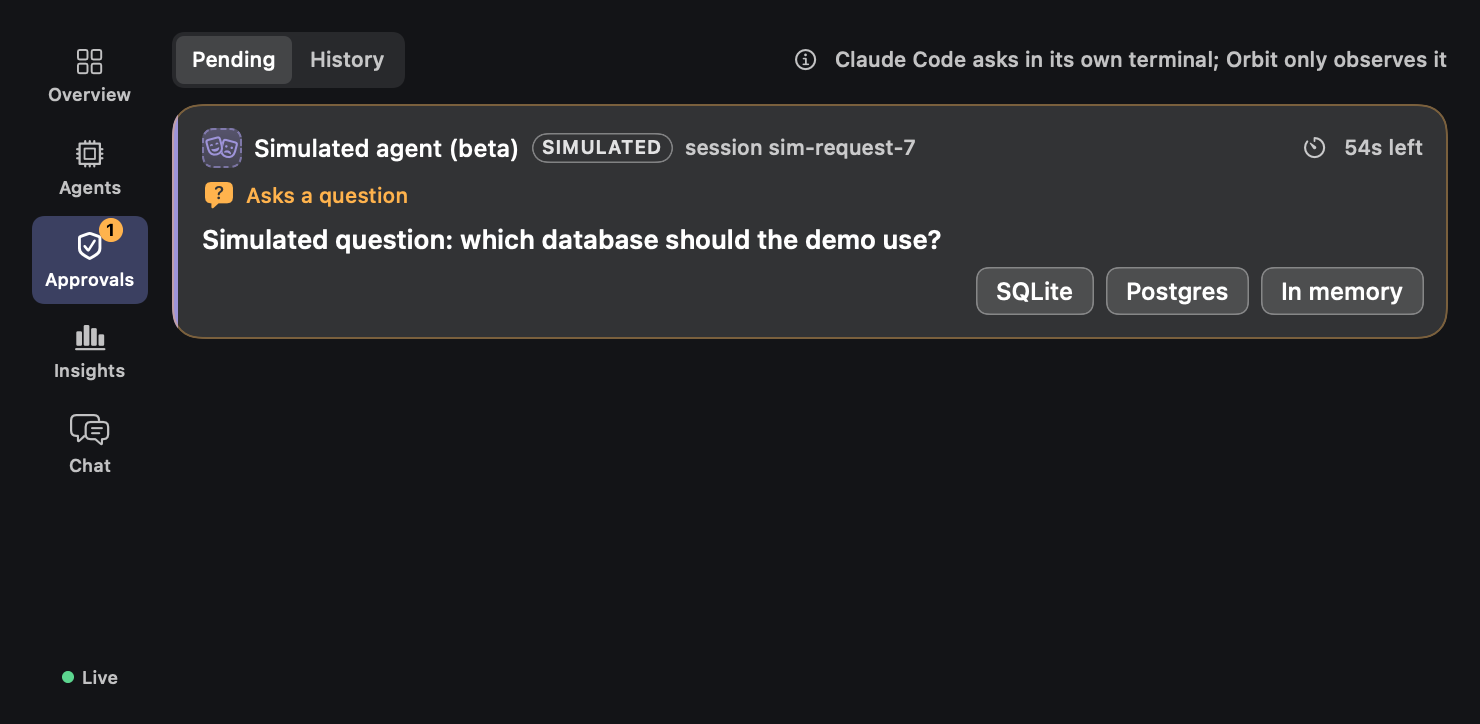 Overview
Agents
1
Approvals
Insights
Chat
Live
Pending History
Claude Code asks in its own terminal; Orbit only observes it
Simulated agent (beta) SIMULATED session sim-request-7 54s left
? Asks a question
Simulated question: which database should the demo use?
SQLite Postgres In memory